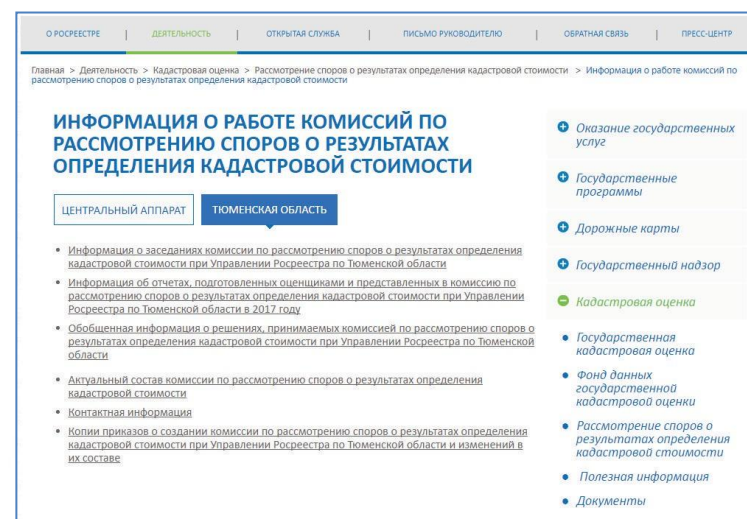 О РОСРЕЕСТРЕ | ДЕЯТЕЛЬНОСТЬ | ОТКРЫТАЯ СЛУЖБА | ПИСЬМО РУКОВОДИТЕЛЮ | ОБРАТНАЯ СВЯЗЬ | ПРЕСС-ЦЕНТР
Главная > Деятельность > Кадастровая оценка > Рассмотрение споров о результатах определения кадастровой стоимости > Информация о работе комиссий по
рассмотрению споров о результатах определения кадастровой стоимости
ИНФОРМАЦИЯ О РАБОТЕ КОМИССИЙ ПО
РАССМОТРЕНИЮ СПОРОВ О РЕЗУЛЬТАТАХ
ОПРЕДЕЛЕНИЯ КАДАСТРОВОЙ СТОИМОСТИ
ЦЕНТРАЛЬНЫЙ АППАРАТ
ТЮМЕНСКАЯ ОБЛАСТЬ
Информация о заседаниях комиссии по рассмотрению споров о результатах определения
кадастровой стоимости при Управлении Росреестра по Тюменской области
Информация об отчетах, подготовленных оценщиками и представленных в комиссию по
рассмотрению споров о результатах определения кадастровой стоимости при Управлении
Росреестра по Тюменской области в 2017 году
Обобщенная информация о решениях, принимаемых комиссией по рассмотрению споров о
результатах определения кадастровой стоимости при Управлении Росреестра по Тюменской
области
Актуальный состав комиссии по рассмотрению споров о результатах определения
кадастровой стоимости
Контактная информация
Копии приказов о создании комиссии по рассмотрению споров о результатах определения
кадастровой стоимости при Управлении Росреестра по Тюменской области и изменений в
их составе
Оказание государственных
услуг
Государственные
программы
Дорожные карты
Государственный надзор
Кадастровая оценка
Государственная
кадастровая оценка
Фонд данных
государственной
кадастровой оценки
Рассмотрение споров о
результатах определения
кадастровой стоимости
Полезная информация
Документы